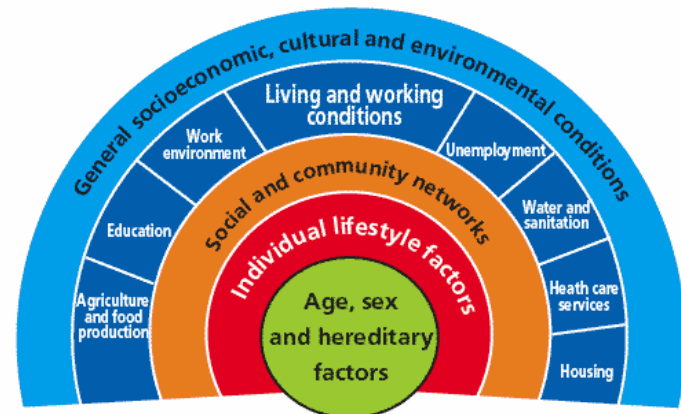 General socioeconomic, cultural and environmental conditions
Living and working
conditions
Work
environment
Unemployment
Education
Water and
sanitation
Agriculture
and food
production
Heath care
services
Housing
Social and community networks
Individual lifestyle factors
Age, sex
and hereditary
factors